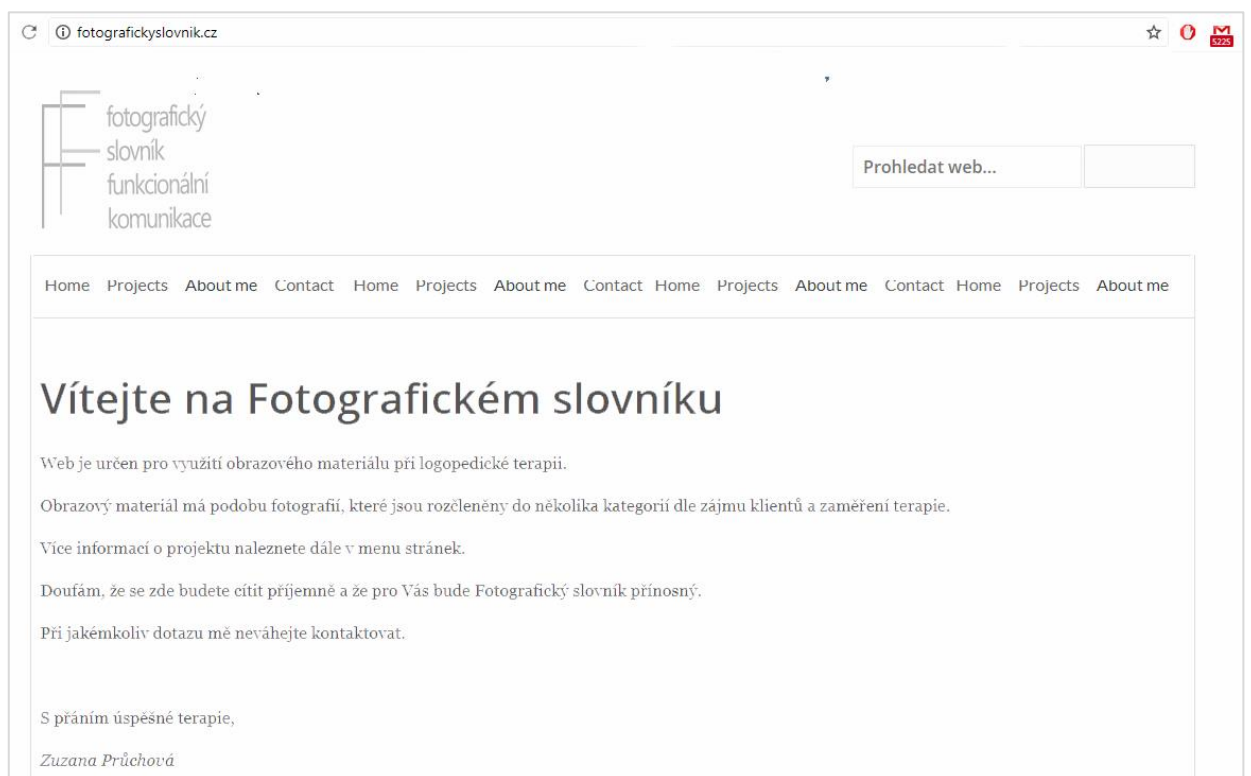 fotografickyslovnik.cz
5225
fotografický
slovník
funkcionální
komunikace
Prohledat web...
Home Projects About me Contact Home Projects About me Contact Home Projects About me Contact Home Projects About me
Vítejte na Fotografickém slovníku
Web je určen pro využití obrazového materiálu při logopedické terapii.
Obrazový materiál má podobu fotografií, které jsou rozčleněny do několika kategorií dle zájmu klientů a zaměření terapie.
Více informací o projektu naleznete dále v menu stránek.
Doufám, že se zde budete cítit příjemně a že pro Vás bude Fotografický slovník přínosný.
Při jakémkoliv dotazu mě neváhejte kontaktovat.
S přáním úspěšné terapie,
Zuzana Průchová